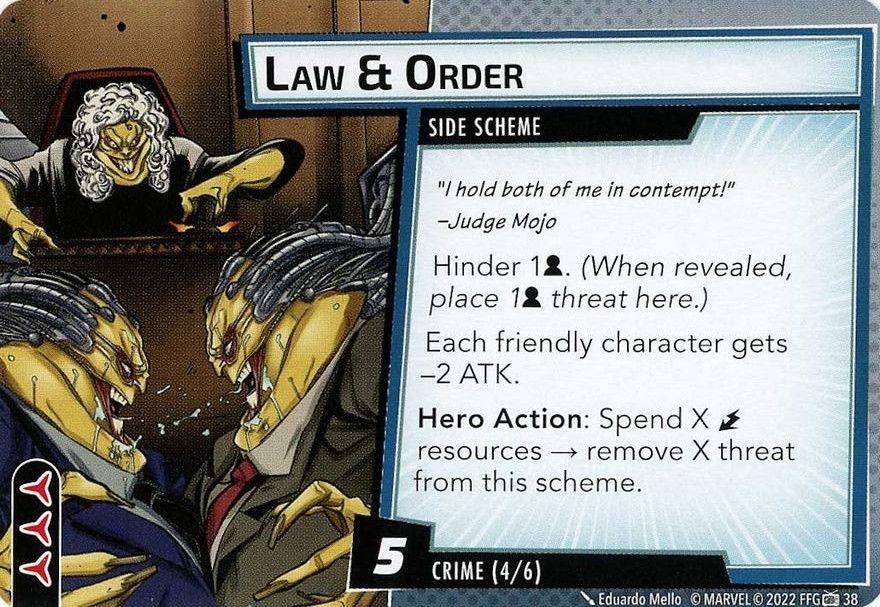 LAW & ORDER
SIDE SCHEME
"I hold both of me in contempt!"
–Judge Mojo
Hinder 1. (When revealed,
place 1 threat here.)
Each friendly character gets
–2 ATK.
Hero Action: Spend X
resources → remove X threat
from this scheme.
5
CRIME (4/6)
Eduardo Mello © MARVEL © 2022 FFG 38